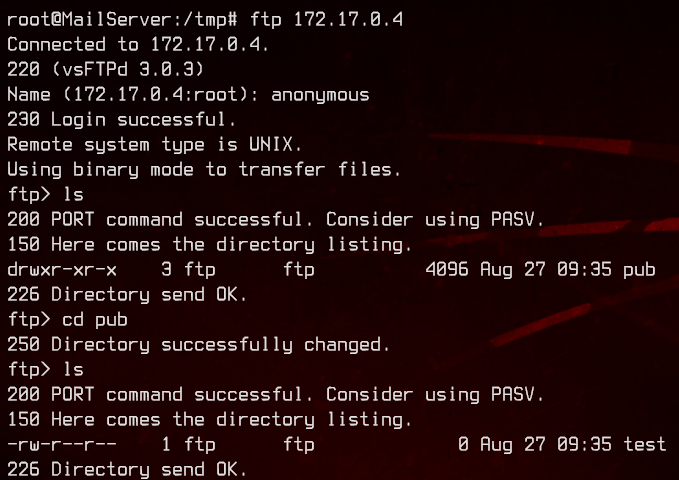 root@MailServer:/tmp# ftp 172.17.0.4
Connected to 172.17.0.4.
220 (vsFTPd 3.0.3)
Name (172.17.0.4:root): anonymous
230 Login successful.
Remote system type is UNIX.
Using binary mode to transfer files.
ftp> ls
200 PORT command successful. Consider using PASV.
150 Here comes the directory listing.
drwxr-xr-x    3 ftp      ftp          4096 Aug 27 09:35 pub
226 Directory send OK.
ftp> cd pub
250 Directory successfully changed.
ftp> ls
200 PORT command successful. Consider using PASV.
150 Here comes the directory listing.
-rw-r--r--    1 ftp      ftp             0 Aug 27 09:35 test
226 Directory send OK.